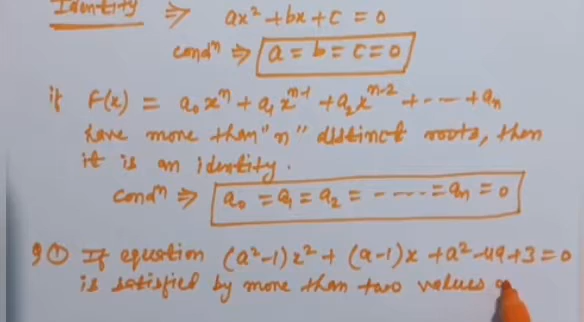 Identity ⇒ ax² + bx + c = 0
condⁿ ⇒ a = b = c = 0
if F(x) = a₀xⁿ + a₁xⁿ⁻¹ + a₂xⁿ⁻² + --- + aₙ
have more than "n" distinct roots, then
it is an identity.
condⁿ ⇒ a₀ = a₁ = a₂ = ----- = aₙ = 0
Q① If equation (a²-1)x² + (a-1)x + a²-4a+3 = 0
is satisfied by more than two values